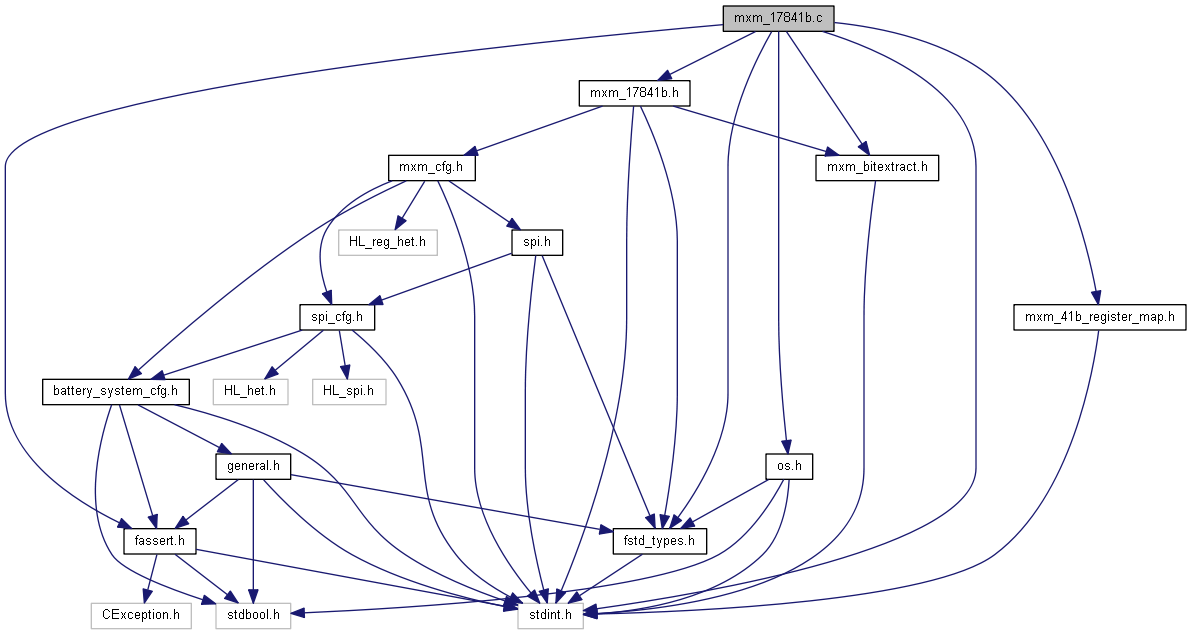 mxm_17841b.c
mxm_17841b.h
mxm_cfg.h
mxm_bitextract.h
HL_reg_het.h
spi.h
spi_cfg.h
mxm_41b_register_map.h
battery_system_cfg.h
HL_het.h
HL_spi.h
general.h
os.h
fassert.h
fstd_types.h
CException.h
stdbool.h
stdint.h